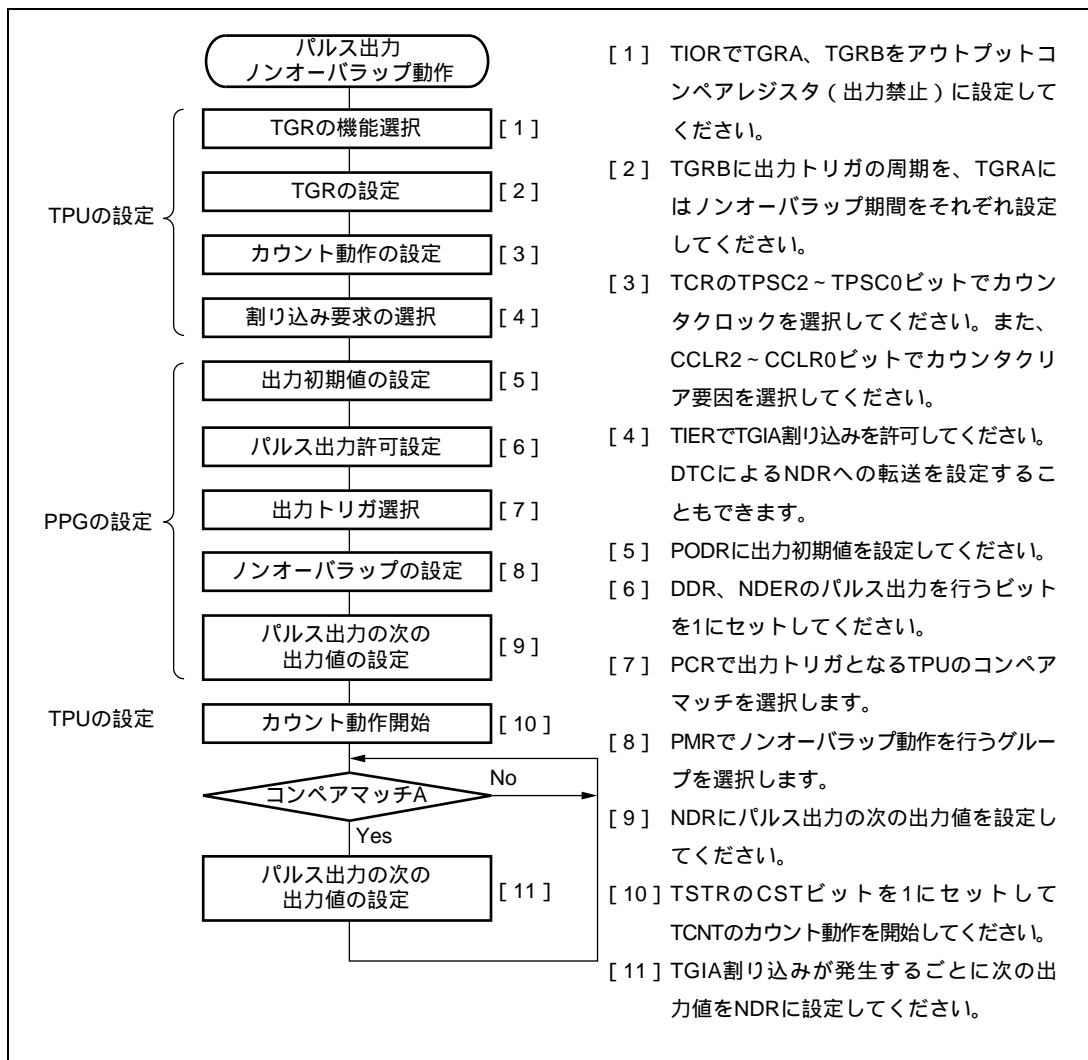 パルス出力
ノンオーバラップ動作
TPUの設定
TGRの機能選択
[ 1 ]
TGRの設定
[ 2 ]
カウント動作の設定
[ 3 ]
割り込み要求の選択
[ 4 ]
PPGの設定
出力初期値の設定
[ 5 ]
パルス出力許可設定
[ 6 ]
出力トリガ選択
[ 7 ]
ノンオーバラップの設定
[ 8 ]
パルス出力の次の
出力値の設定
[ 9 ]
TPUの設定
カウント動作開始
[ 10 ]
コンペアマッチA
No
Yes
パルス出力の次の
出力値の設定
[ 11 ]
[ 1 ] TIORでTGRA、TGRBをアウトプットコ
ンペアレジスタ（出力禁止）に設定して
ください。
[ 2 ] TGRBに出力トリガの周期を、TGRAに
はノンオーバラップ期間をそれぞれ設定
してください。
[ 3 ] TCRのTPSC2～TPSC0ビットでカウン
タクロックを選択してください。また、
CCLR2～CCLR0ビットでカウンタクリ
ア要因を選択してください。
[ 4 ] TIERでTGIA割り込みを許可してください。
DTCによるNDRへの転送を設定するこ
ともできます。
[ 5 ] PODRに出力初期値を設定してください。
[ 6 ] DDR、NDERのパルス出力を行うビット
を1にセットしてください。
[ 7 ] PCRで出力トリガとなるTPUのコンペア
マッチを選択します。
[ 8 ] PMRでノンオーバラップ動作を行うグルー
プを選択します。
[ 9 ] NDRにパルス出力の次の出力値を設定し
てください。
[ 10 ] TSTRのCSTビットを1にセットして
TCNTのカウント動作を開始してください。
[ 11 ] TGIA割り込みが発生するごとに次の出
力値をNDRに設定してください。